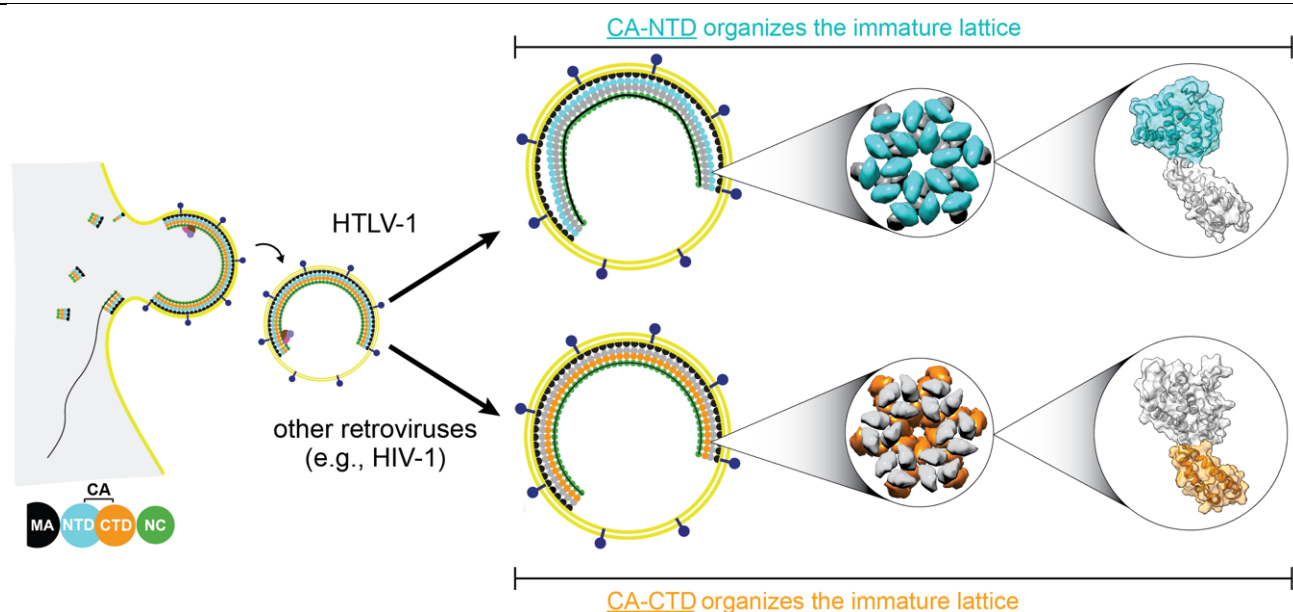 CA-NTD organizes the immature lattice
HTLV-1
other retroviruses
(e.g., HIV-1)
CA
MA NTD CTD NC
CA-CTD organizes the immature lattice